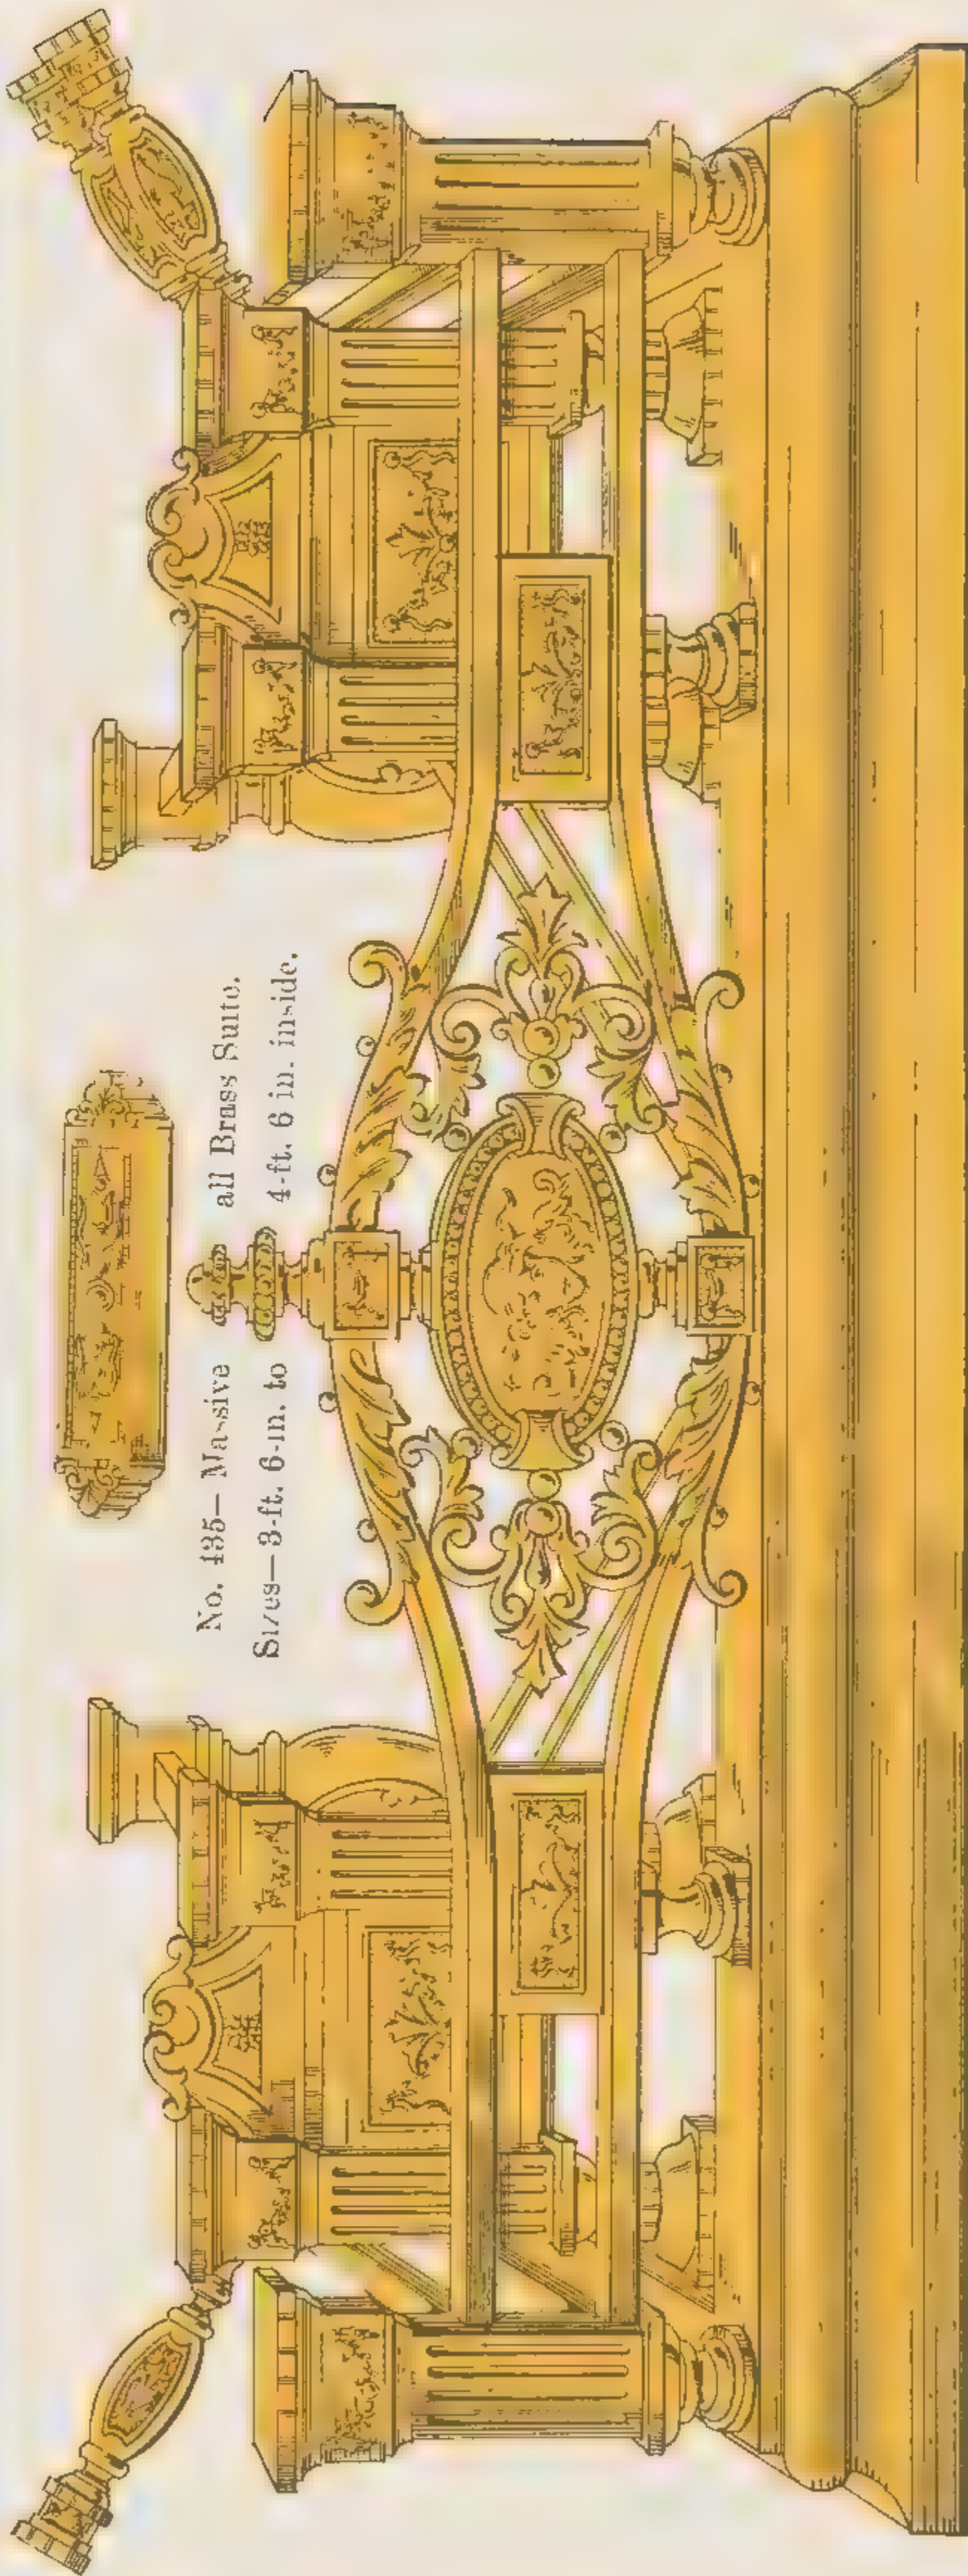 No. 435— Massive all Brass Suite.
Sizes—3-ft. 6-in. to 4-ft. 6 in. inside.